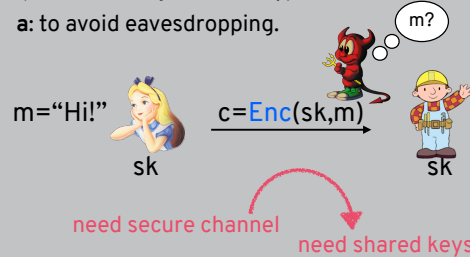 a: to avoid eavesdropping.
m?
m="Hi!"
c=Enc(sk,m)
sk
sk
need secure channel
need shared keys